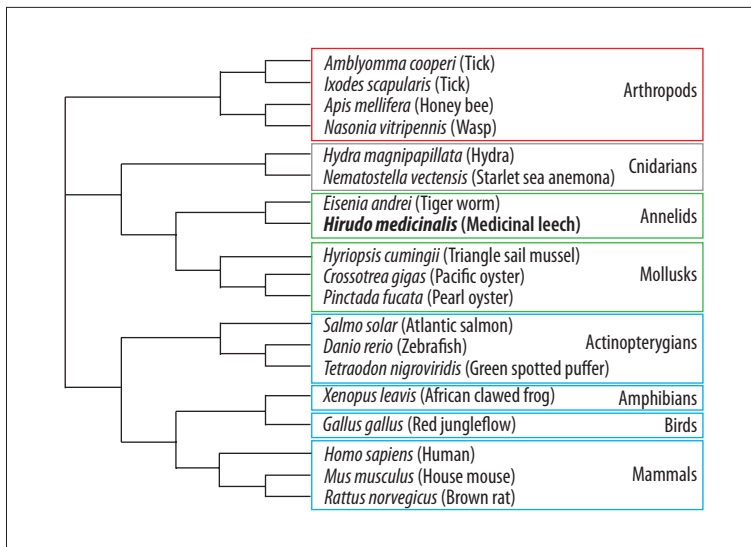 Amblyomma cooperi (Tick)
Ixodes scapularis (Tick)
Arthropods
Apis mellifera (Honey bee)
Nasonia vitripennis (Wasp)
Hydra magnipapillata (Hydra)
Cnidarians
Nematostella vectensis (Starlet sea anemona)
Eisenia andrei (Tiger worm)
Annelids
Hirudo medicinalis (Medicinal leech)
Hyriopsis cumingii (Triangle sail mussel)
Crossotrea gigas (Pacific oyster)
Mollusks
Pinctada fucata (Pearl oyster)
Salmo solar (Atlantic salmon)
Actinopterygians
Danio rerio (Zebrafish)
Tetraodon nigroviridis (Green spotted puffer)
Xenopus leavis (African clawed frog) Amphibians
Gallus gallus (Red jungleflow) Birds
Homo sapiens (Human)
Mus musculus (House mouse) Mammals
Rattus norvegicus (Brown rat)